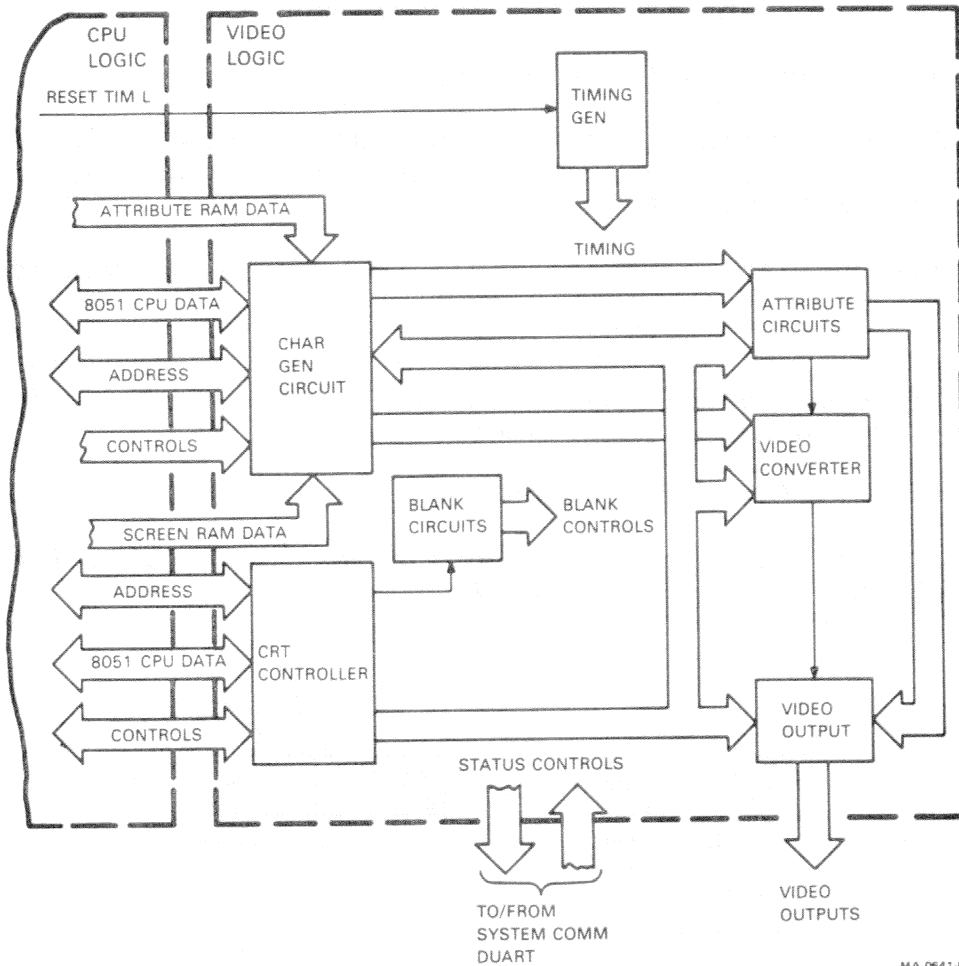 CPU
LOGIC
VIDEO
LOGIC
RESET TIM L
TIMING
GEN
ATTRIBUTE RAM DATA
TIMING
8051 CPU DATA
ATTRIBUTE
CIRCUITS
CHAR
GEN
CIRCUIT
ADDRESS
CONTROLS
VIDEO
CONVERTER
BLANK
CIRCUITS
BLANK
CONTROLS
SCREEN RAM DATA
ADDRESS
8051 CPU DATA
CRT
CONTROLLER
CONTROLS
VIDEO
OUTPUT
STATUS CONTROLS
TO/FROM
SYSTEM COMM
DUART
VIDEO
OUTPUTS